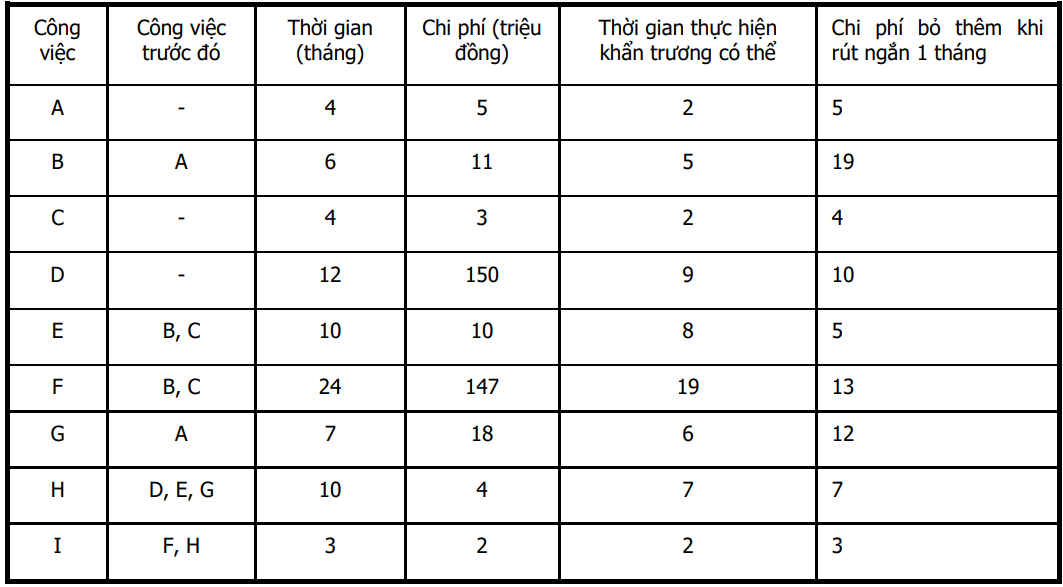 Công việc | Công việc trước đó | Thời gian (tháng) | Chi phí (triệu đồng) | Thời gian thực hiện khẩn trương có thể | Chi phí bỏ thêm khi rút ngắn 1 tháng
A | - | 4 | 5 | 2 | 5
B | A | 6 | 11 | 5 | 19
C | - | 4 | 3 | 2 | 4
D | - | 12 | 150 | 9 | 10
E | B, C | 10 | 10 | 8 | 5
F | B, C | 24 | 147 | 19 | 13
G | A | 7 | 18 | 6 | 12
H | D, E, G | 10 | 4 | 7 | 7
I | F, H | 3 | 2 | 2 | 3